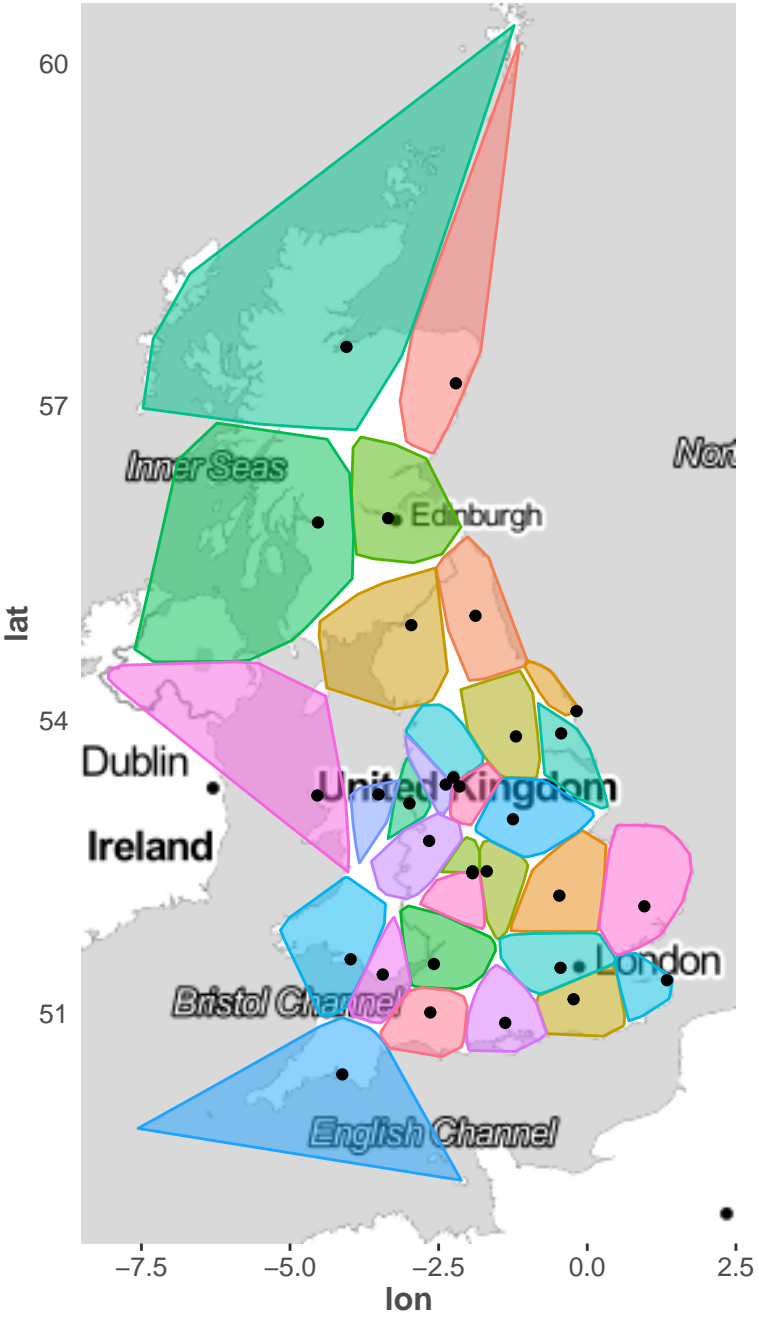 60
57
Inner Seas
Nort
Edinburgh
lat
54
Dublin
United Kingdom
Ireland
London
51
Bristol Channel
English Channel
−7.5
−5.0
−2.5
0.0
2.5
lon